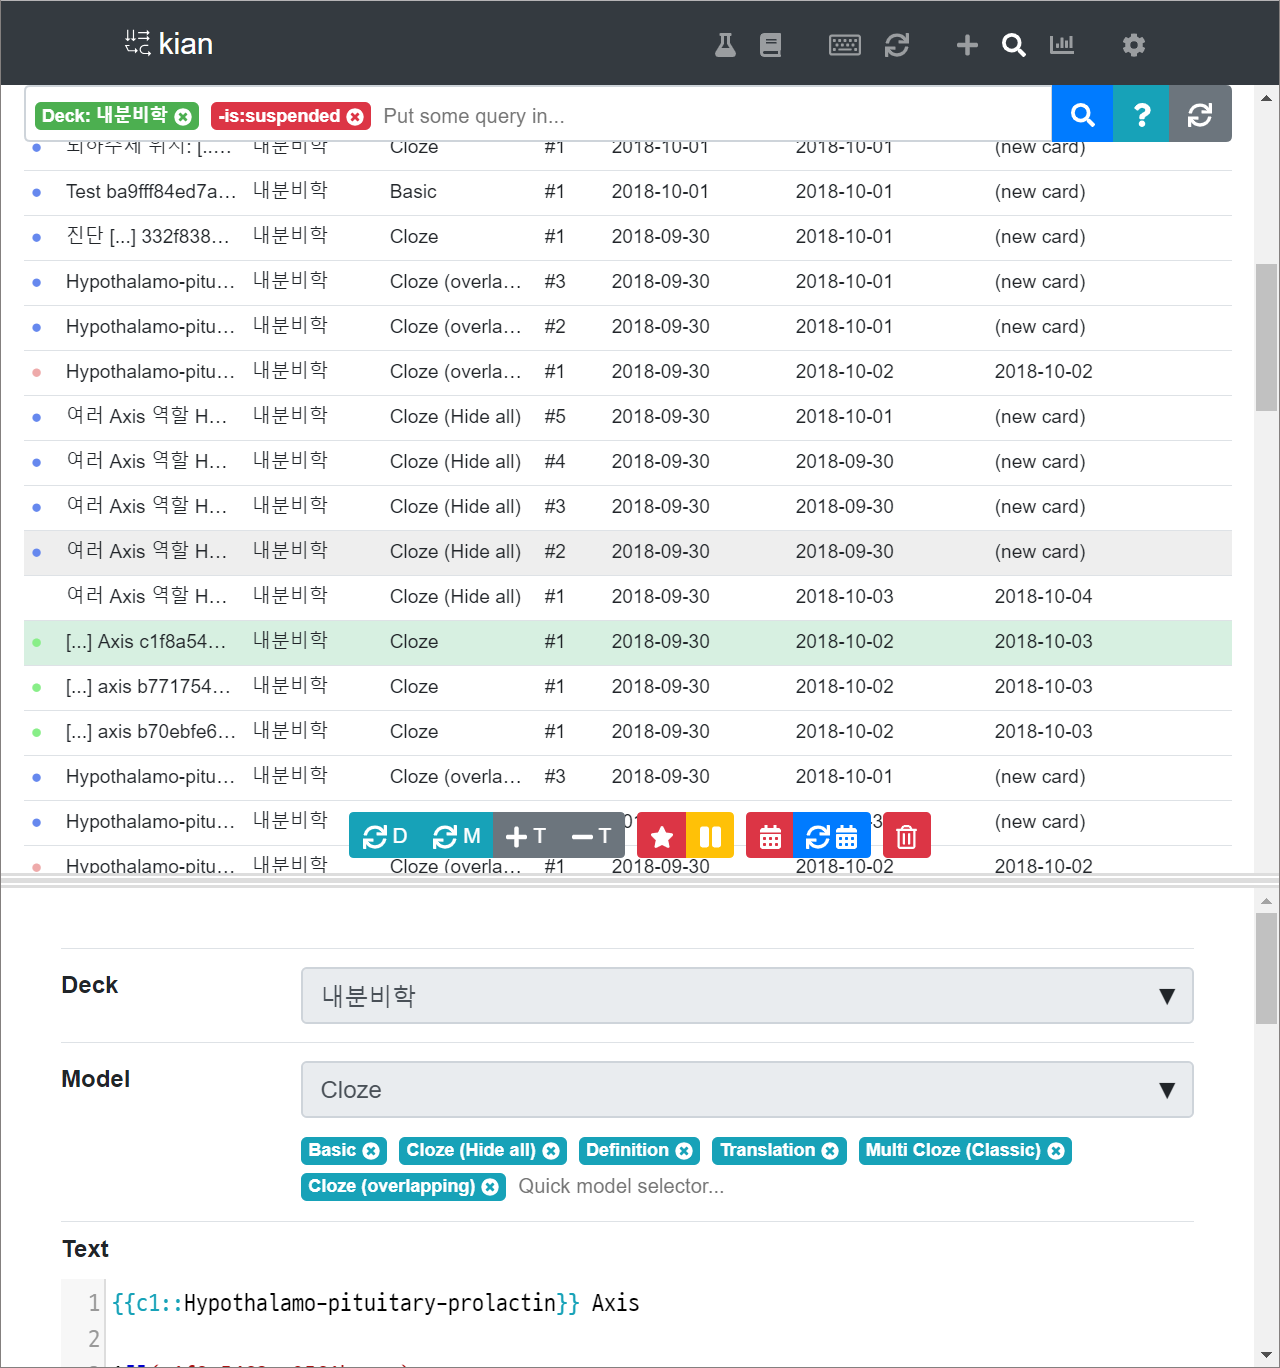 kian
Deck: 내분비학 -is:suspended Put some query in... ?
뇌하수체 위치: [..… 내분비학 Cloze #1 2018-10-01 2018-10-01 (new card)
Test ba9fff84ed7a… 내분비학 Basic #1 2018-10-01 2018-10-01 (new card)
진단 [...] 332f838… 내분비학 Cloze #1 2018-09-30 2018-10-01 (new card)
Hypothalamo-pitu… 내분비학 Cloze (overla… #3 2018-09-30 2018-10-01 (new card)
Hypothalamo-pitu… 내분비학 Cloze (overla… #2 2018-09-30 2018-10-01 (new card)
Hypothalamo-pitu… 내분비학 Cloze (overla… #1 2018-09-30 2018-10-02 2018-10-02
여러 Axis 역할 H… 내분비학 Cloze (Hide all) #5 2018-09-30 2018-10-01 (new card)
여러 Axis 역할 H… 내분비학 Cloze (Hide all) #4 2018-09-30 2018-09-30 (new card)
여러 Axis 역할 H… 내분비학 Cloze (Hide all) #3 2018-09-30 2018-09-30 (new card)
여러 Axis 역할 H… 내분비학 Cloze (Hide all) #2 2018-09-30 2018-09-30 (new card)
여러 Axis 역할 H… 내분비학 Cloze (Hide all) #1 2018-09-30 2018-10-03 2018-10-04
[...] Axis c1f8a54… 내분비학 Cloze #1 2018-09-30 2018-10-02 2018-10-03
[...] axis b771754… 내분비학 Cloze #1 2018-09-30 2018-10-02 2018-10-03
[...] axis b70ebfe6… 내분비학 Cloze #1 2018-09-30 2018-10-02 2018-10-03
Hypothalamo-pitu… 내분비학 Cloze (overla… #3 2018-09-30 2018-10-01 (new card)
Hypothalamo-pitu… 내분비학 (new card)
D M T T
Hypothalamo-pitu… 내분비학 Cloze (overla… #1 2018-09-30 2018-10-02 2018-10-02
Deck 내분비학
Model Cloze
Basic Cloze (Hide all) Definition Translation Multi Cloze (Classic)
Cloze (overlapping) Quick model selector...
Text
1 {{c1::Hypothalamo-pituitary-prolactin}} Axis
2